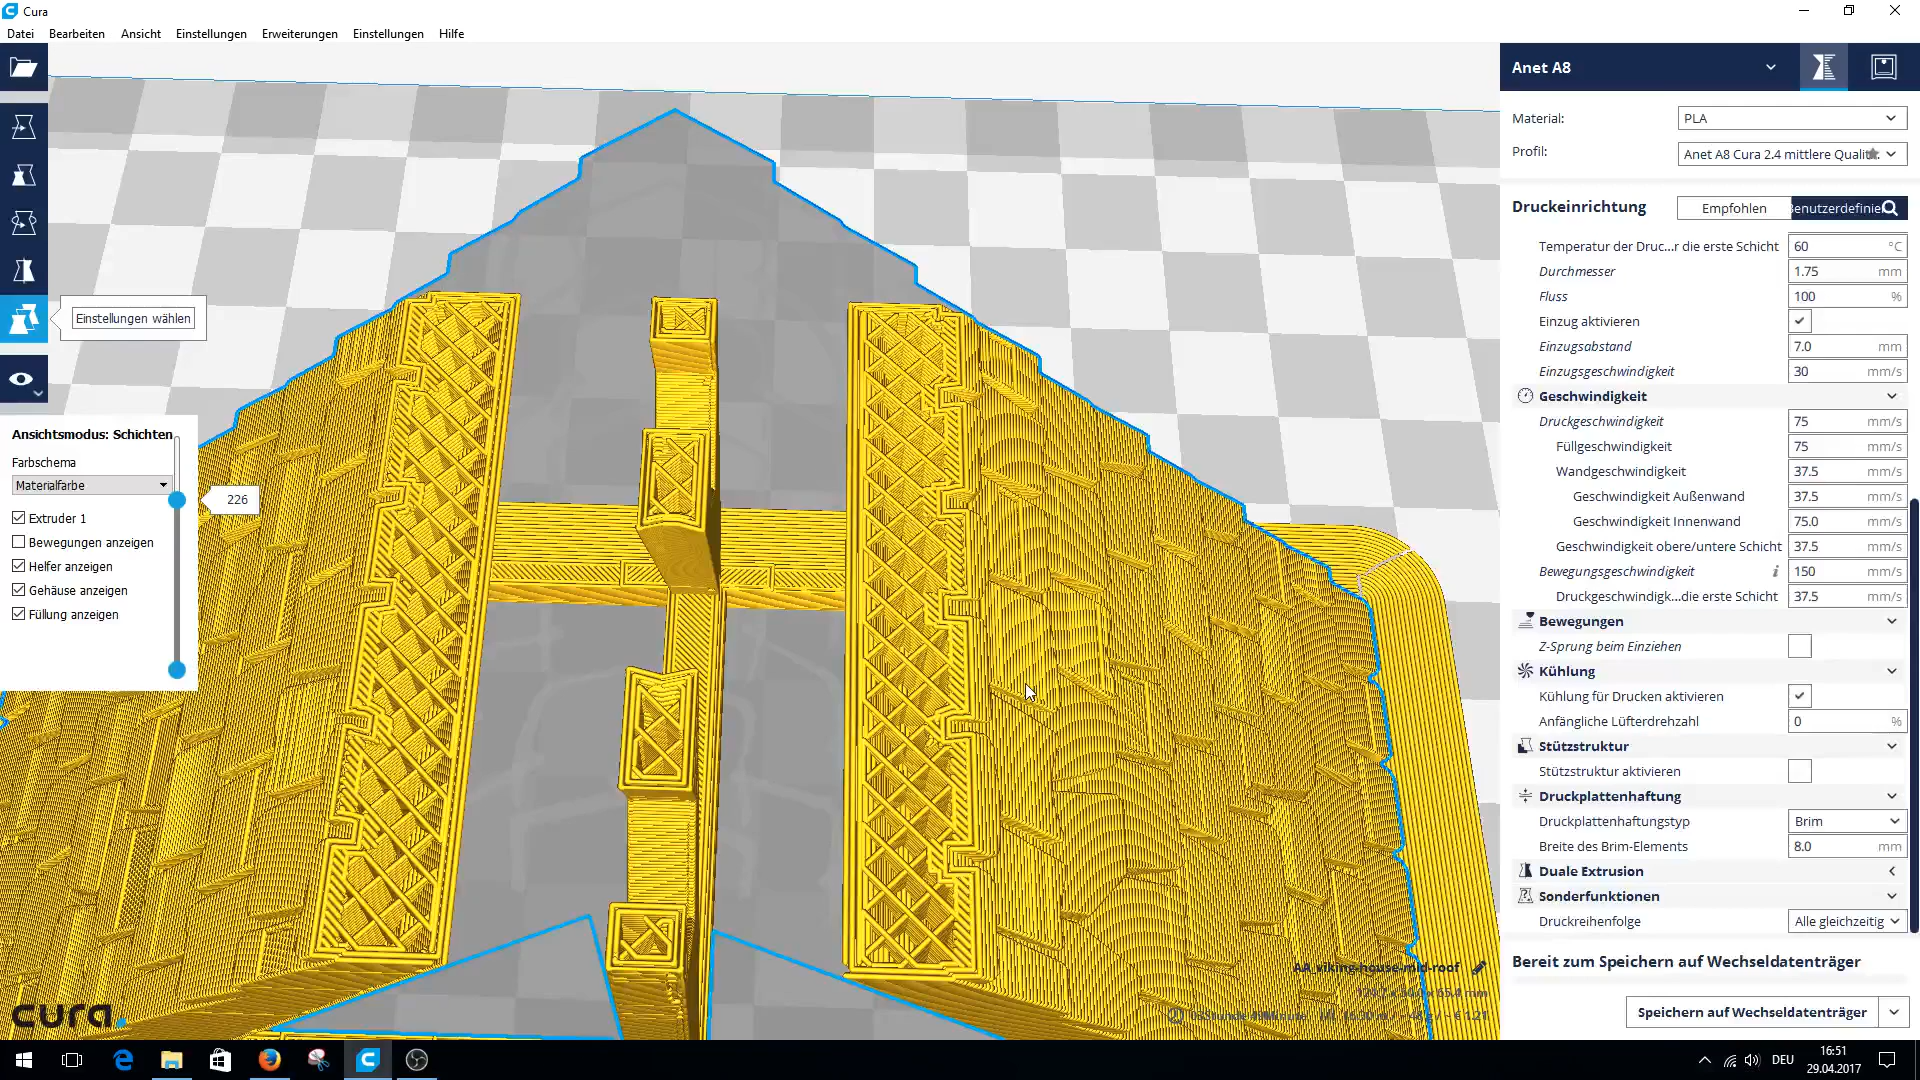 Cura
Datei Bearbeiten Ansicht Einstellungen Erweiterungen Einstellungen Hilfe
Anet A8
Material: PLA
Profil: Anet A8 Cura 2.4 mittlere Qualit
Druckeinrichtung Empfohlen Benutzerdefinie
Temperatur der Druc...r die erste Schicht 60 °C
Durchmesser 1.75 mm
Fluss 100 %
Einzug aktivieren
Einzugsabstand 7.0 mm
Einzugsgeschwindigkeit 30 mm/s
Geschwindigkeit
Druckgeschwindigkeit 75 mm/s
Füllgeschwindigkeit 75 mm/s
Wandgeschwindigkeit 37.5 mm/s
Geschwindigkeit Außenwand 37.5 mm/s
Geschwindigkeit Innenwand 75.0 mm/s
Geschwindigkeit obere/untere Schicht 37.5 mm/s
Bewegungsgeschwindigkeit i 150 mm/s
Druckgeschwindigk...die erste Schicht 37.5 mm/s
Bewegungen
Z-Sprung beim Einziehen
Kühlung
Kühlung für Drucken aktivieren
Anfängliche Lüfterdrehzahl 0 %
Stützstruktur
Stützstruktur aktivieren
Druckplattenhaftung
Druckplattenhaftungstyp Brim
Breite des Brim-Elements 8.0 mm
Duale Extrusion
Sonderfunktionen
Druckreihenfolge Alle gleichzeitig
Bereit zum Speichern auf Wechseldatenträger
Speichern auf Wechseldatenträger
Einstellungen wählen
Ansichtsmodus: Schichten
Farbschema
Materialfarbe
226
Extruder 1
Bewegungen anzeigen
Helfer anzeigen
Gehäuse anzeigen
Füllung anzeigen
AA_viking-house-mid-roof
cura.
DEU
16:51
29.04.2017